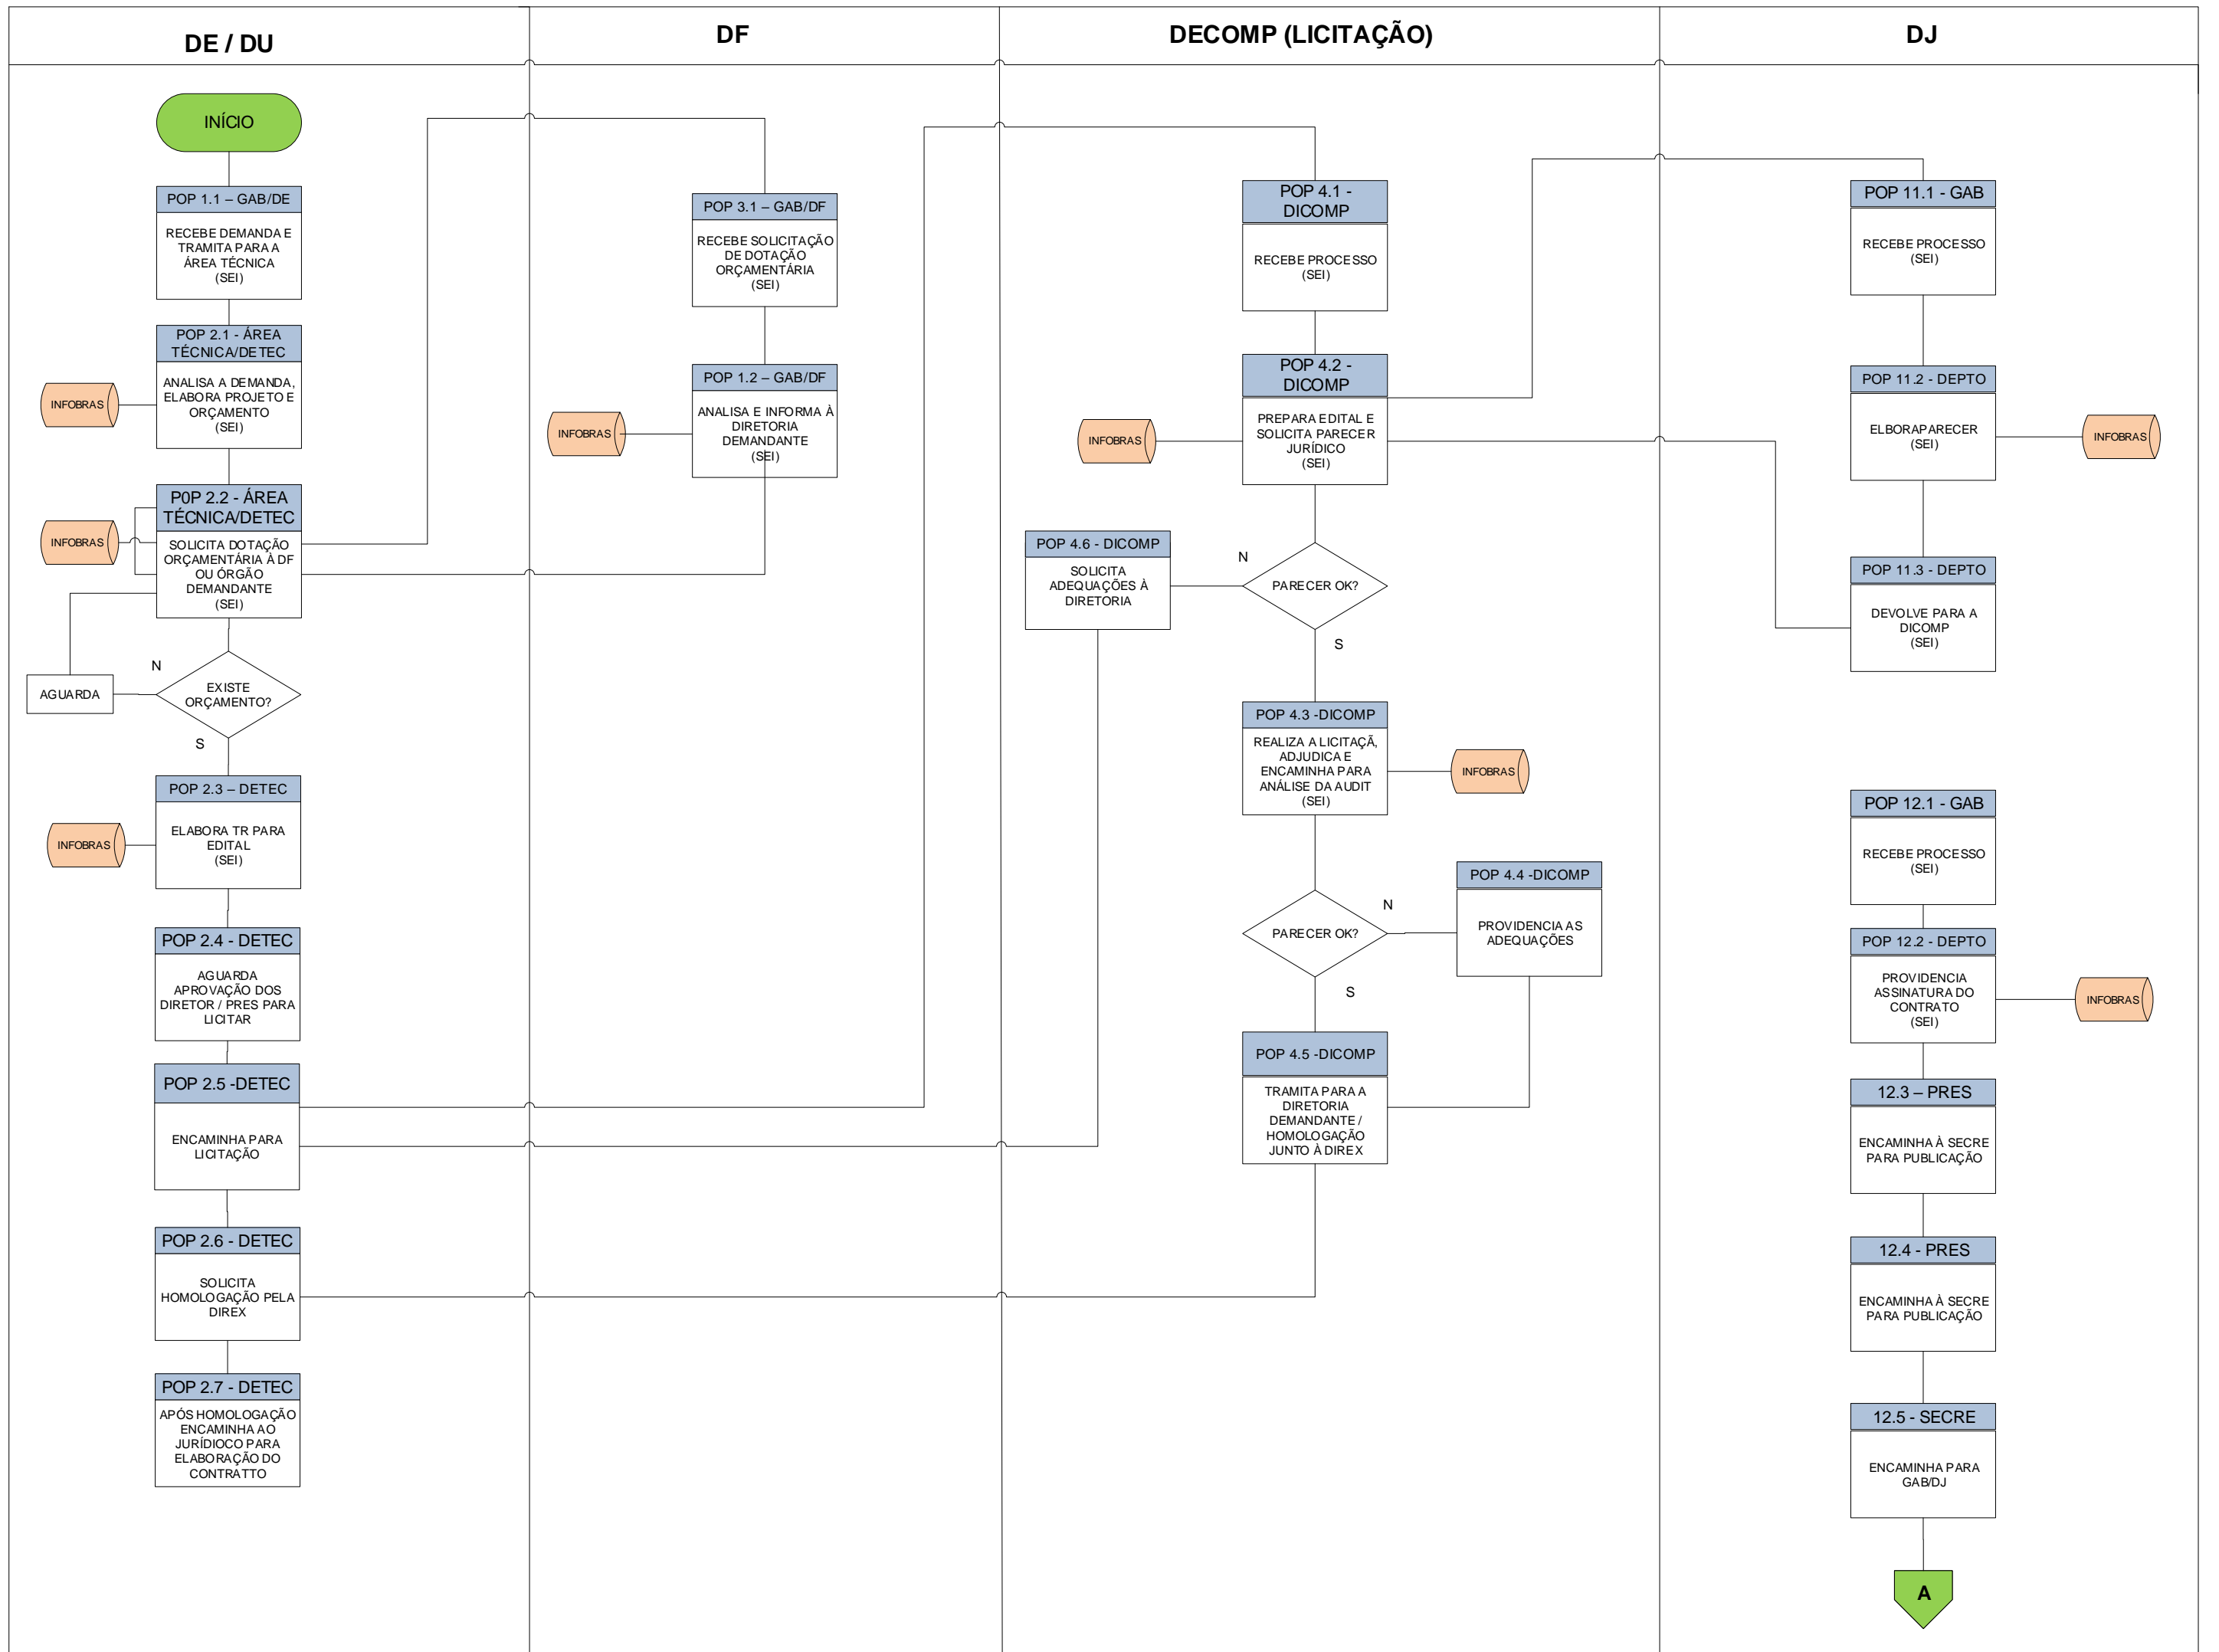 DE / DU
DF
DECOMP (LICITAÇÃO)
DJ
INÍCIO
POP 1.1 – GAB/DE
RECEBE DEMANDA E
TRAMITA PARA A
ÁREA TÉCNICA
(SEI)
POP 2.1 - ÁREA
TÉCNICA/DETEC
ANALISA A DEMANDA,
ELABORA PROJETO E
ORÇAMENTO
(SEI)
INFOBRAS
P0P 2.2 - ÁREA
TÉCNICA/DETEC
SOLICITA DOTAÇÃO
ORÇAMENTÁRIA À DF
OU ÓRGÃO
DEMANDANTE
(SEI)
INFOBRAS
N
AGUARDA
EXISTE
ORÇAMENTO?
S
POP 2.3 – DETEC
ELABORA TR PARA
EDITAL
(SEI)
INFOBRAS
POP 2.4 - DETEC
AGUARDA
APROVAÇÃO DOS
DIRETOR / PRES PARA
LICITAR
POP 2.5 -DETEC
ENCAMINHA PARA
LICITAÇÃO
POP 2.6 - DETEC
SOLICITA
HOMOLOGAÇÃO PELA
DIREX
POP 2.7 - DETEC
APÓS HOMOLOGAÇÃO
ENCAMINHA AO
JURÍDIOCO PARA
ELABORAÇÃO DO
CONTRATTO
POP 3.1 – GAB/DF
RECEBE SOLICITAÇÃO
DE DOTAÇÃO
ORÇAMENTÁRIA
(SEI)
POP 1.2 – GAB/DF
ANALISA E INFORMA À
DIRETORIA
DEMANDANTE
(SEI)
INFOBRAS
POP 4.1 -
DICOMP
RECEBE PROCESSO
(SEI)
POP 4.2 -
DICOMP
PREPARA EDITAL E
SOLICITA PARECER
JURÍDICO
(SEI)
INFOBRAS
POP 4.6 - DICOMP
SOLICITA
ADEQUAÇÕES À
DIRETORIA
N
PARECER OK?
S
POP 4.3 -DICOMP
REALIZA A LICITAÇÃ,
ADJUDICA E
ENCAMINHA PARA
ANÁLISE DA AUDIT
(SEI)
INFOBRAS
PARECER OK?
N
POP 4.4 -DICOMP
PROVIDENCIA AS
ADEQUAÇÕES
S
POP 4.5 -DICOMP
TRAMITA PARA A
DIRETORIA
DEMANDANTE /
HOMOLOGAÇÃO
JUNTO À DIREX
POP 11.1 - GAB
RECEBE PROCESSO
(SEI)
POP 11.2 - DEPTO
ELBORAPARECER
(SEI)
INFOBRAS
POP 11.3 - DEPTO
DEVOLVE PARA A
DICOMP
(SEI)
POP 12.1 - GAB
RECEBE PROCESSO
(SEI)
POP 12.2 - DEPTO
PROVIDENCIA
ASSINATURA DO
CONTRATO
(SEI)
INFOBRAS
12.3 – PRES
ENCAMINHA À SECRE
PARA PUBLICAÇÃO
12.4 - PRES
ENCAMINHA À SECRE
PARA PUBLICAÇÃO
12.5 - SECRE
ENCAMINHA PARA
GAB/DJ
A